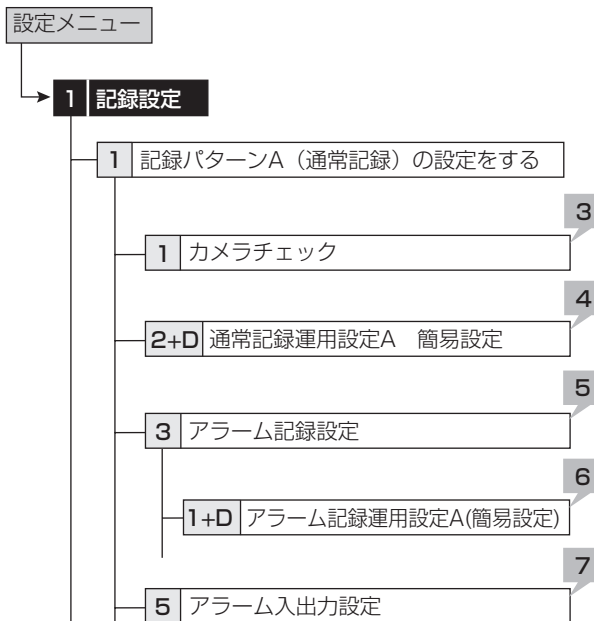 設定メニュー
1 記録設定
1 記録パターンA（通常記録）の設定をする
3
1 カメラチェック
4
2+D 通常記録運用設定A　簡易設定
5
3 アラーム記録設定
6
1+D アラーム記録運用設定A(簡易設定)
7
5 アラーム入出力設定